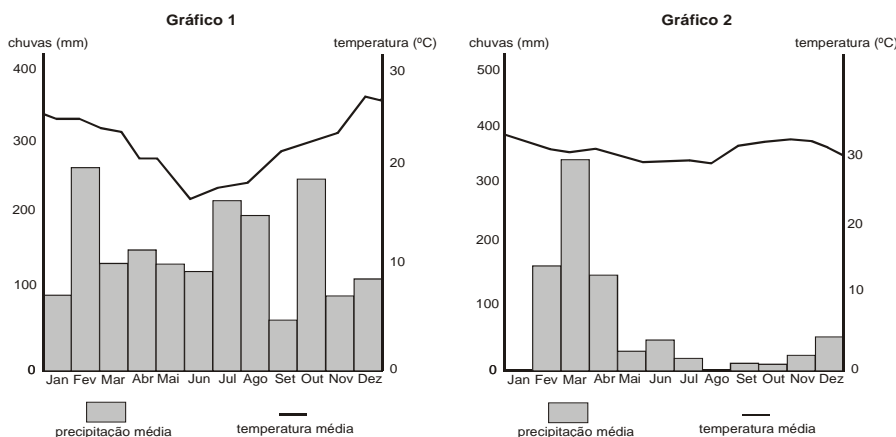 Gráfico 1
chuvas (mm)
temperatura (ºC)
400
300
200
100
0
30
20
10
0
Jan Fev Mar Abr Mai Jun Jul Ago Set Out Nov Dez
precipitação média
temperatura média
Gráfico 2
chuvas (mm)
temperatura (ºC)
500
400
300
200
100
0
30
20
10
0
Jan Fev Mar Abr Mai Jun Jul Ago Set Out Nov Dez
precipitação média
temperatura média